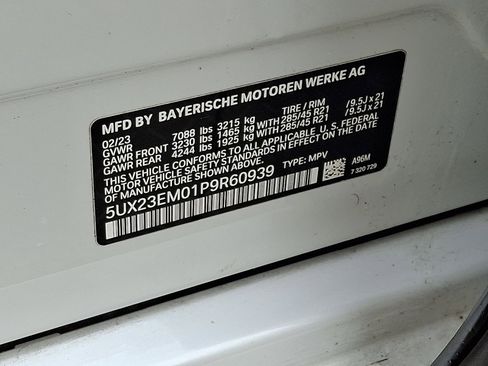 MFD BY BAYERISCHE MOTOREN WERKE AG
02/23 TIRE / RIM
GVWR 7088 lbs 3215 kg
GAWR FRONT 3230 lbs 1465 kg WITH 285/45 R21 /9.5J x 21
GAWR REAR 4244 lbs 1925 kg WITH 285/45 R21 /9.5J x 21
THIS VEHICLE CONFORMS TO ALL APPLICABLE U. S. FEDERAL
MOTOR VEHICLE SAFETY STANDARDS IN EFFECT ON THE DATE
OF MANUFACTURE SHOWN ABOVE.
5UX23EM01P9R60939 TYPE: MPV
A96M
7 320 729